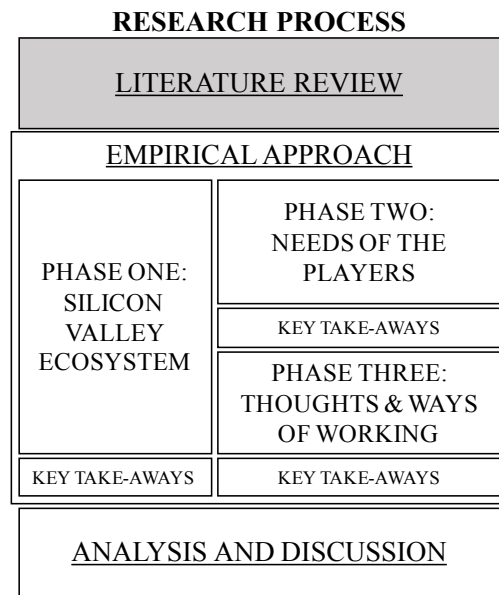 RESEARCH PROCESS
LITERATURE REVIEW
EMPIRICAL APPROACH
PHASE ONE:
SILICON
VALLEY
ECOSYSTEM
KEY TAKE-AWAYS
PHASE TWO:
NEEDS OF THE
PLAYERS
KEY TAKE-AWAYS
PHASE THREE:
THOUGHTS & WAYS
OF WORKING
KEY TAKE-AWAYS
ANALYSIS AND DISCUSSION